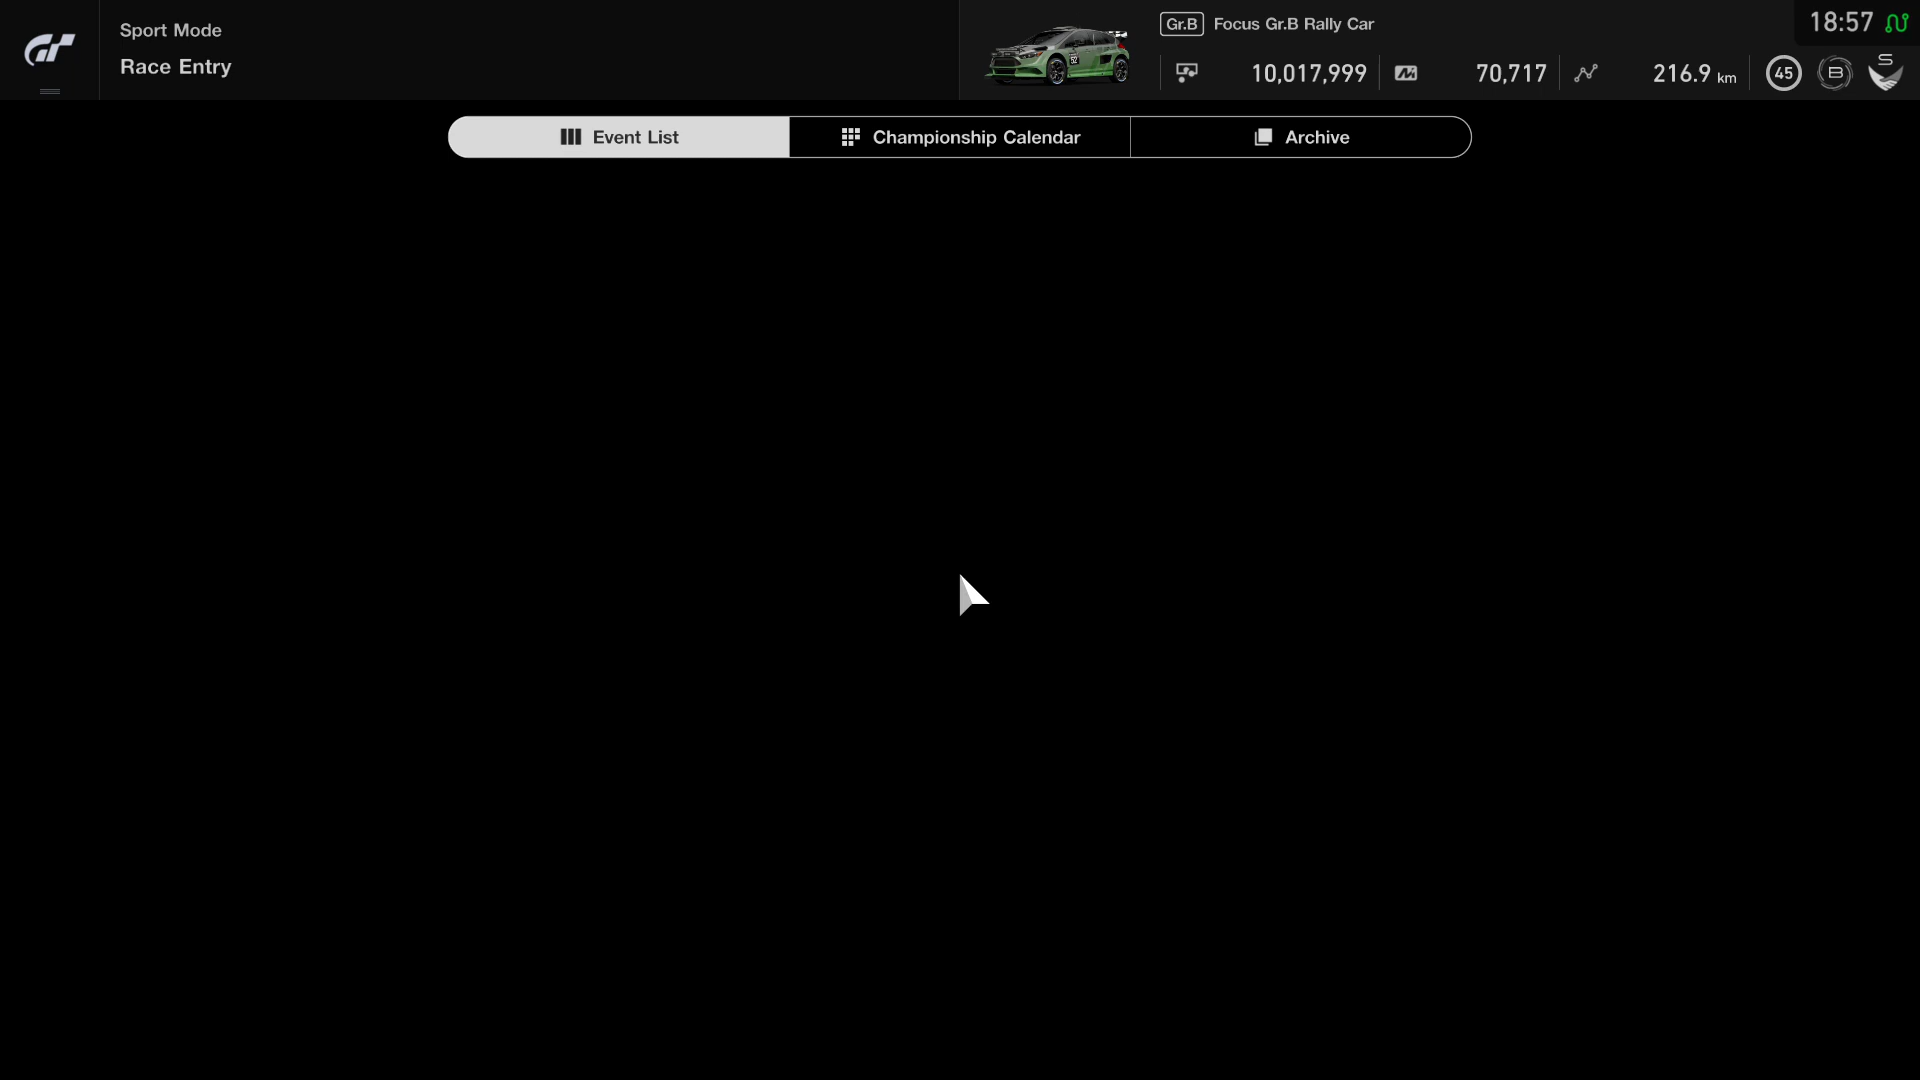 Sport Mode
Race Entry
Gr.B Focus Gr.B Rally Car
18:57
10,017,999 70,717 216.9 km 45 B S
Event List Championship Calendar Archive